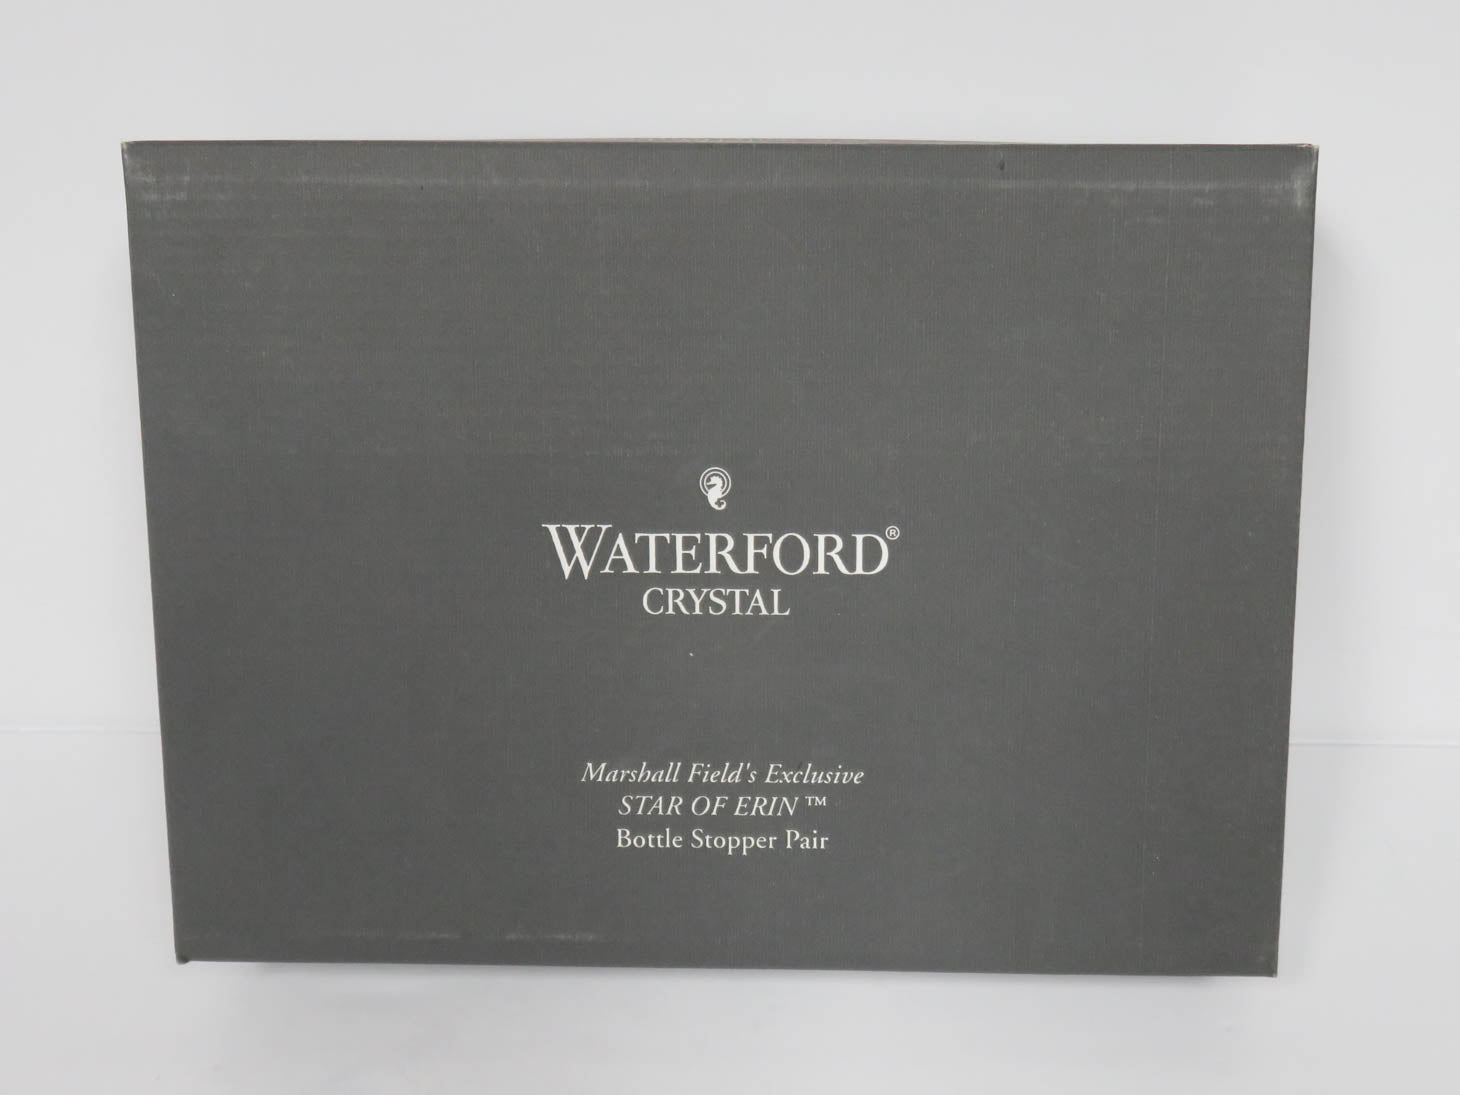 WATERFORD®
CRYSTAL
Marshall Field's Exclusive
STAR OF ERIN™
Bottle Stopper Pair